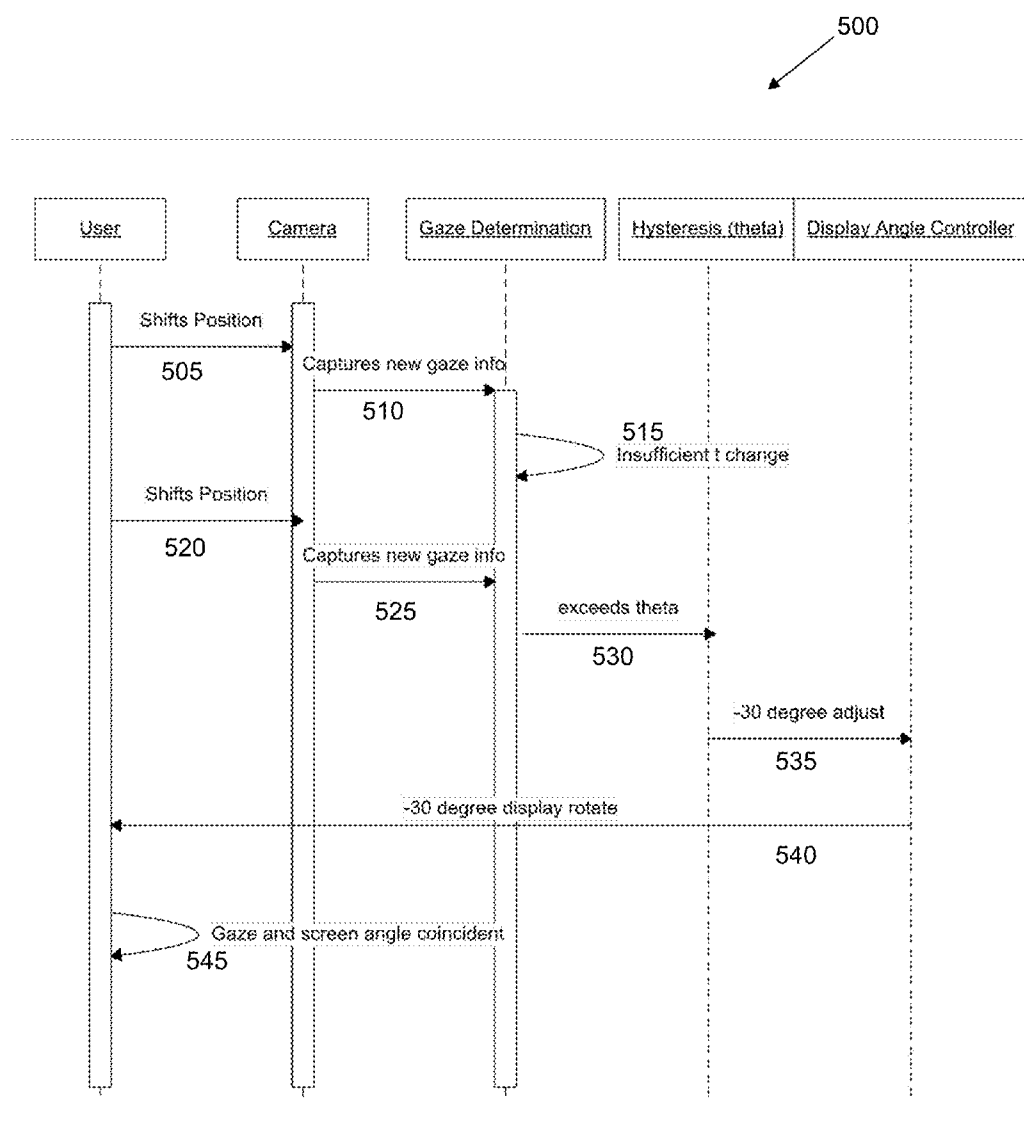 500
User
Camera
Gaze Determination
Hysteresis (theta)
Display Angle Controller
Shifts Position
505
Captures new gaze info
510
515
Insufficient t change
Shifts Position
520
Captures new gaze info
525
exceeds theta
530
-30 degree adjust
535
-30 degree display rotate
540
Gaze and screen angle coincident
545